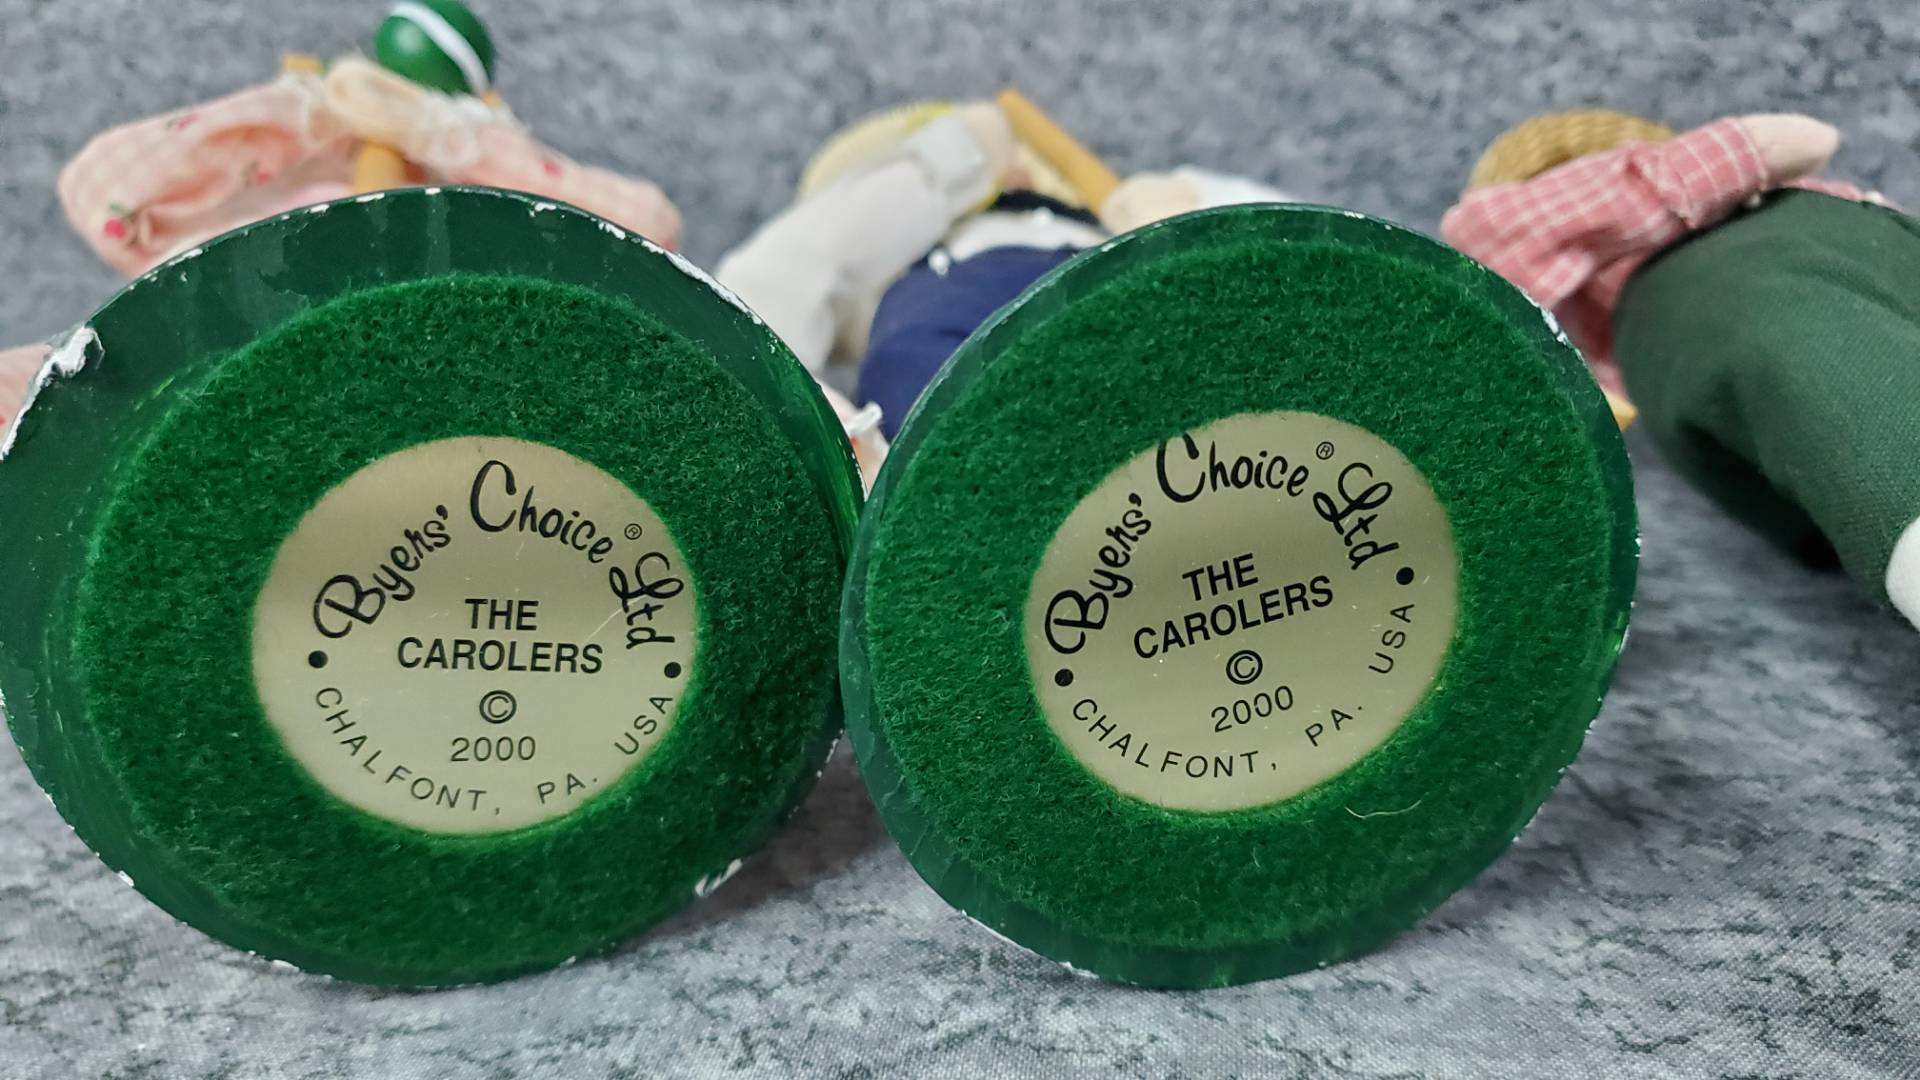 Byers' Choice® Ltd
THE
CAROLERS
©
2000
• CHALFONT, PA. USA •
Byers' Choice® Ltd
THE
CAROLERS
©
2000
• CHALFONT, PA. USA •